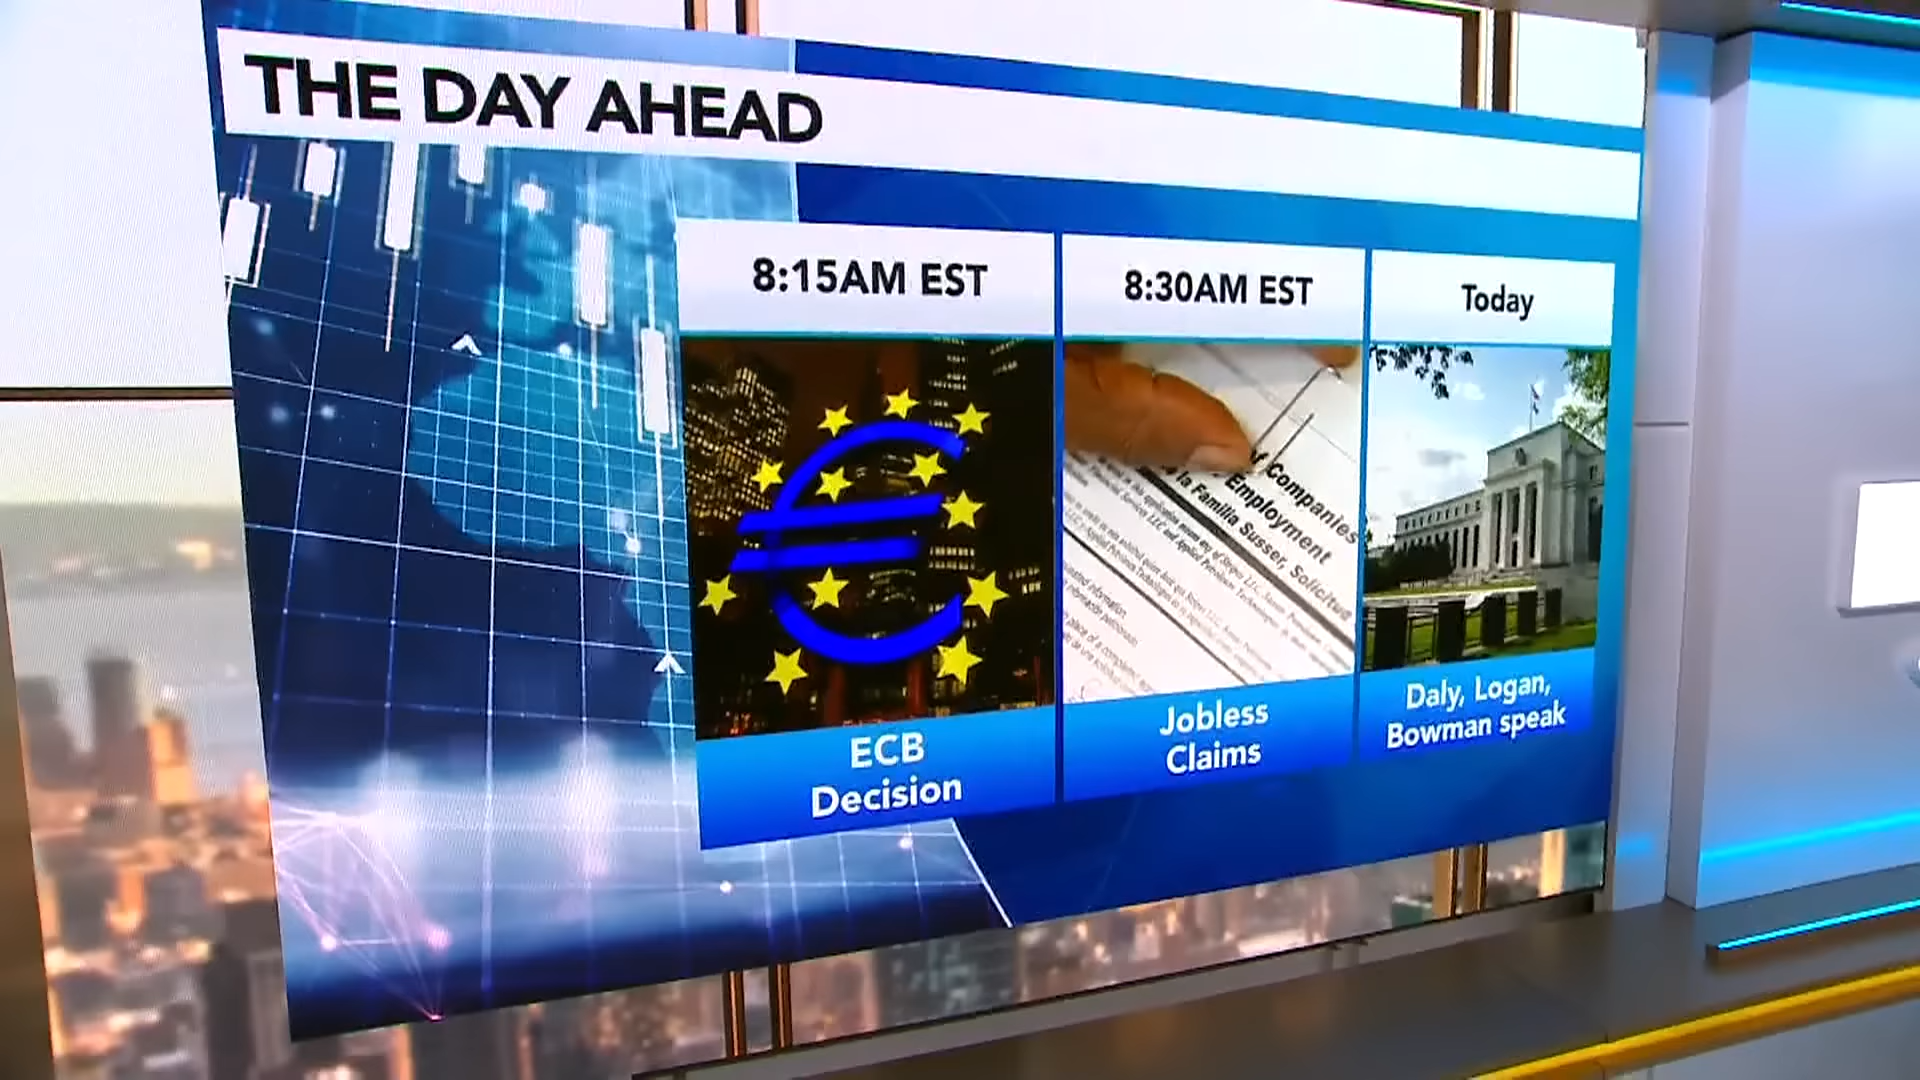 THE DAY AHEAD
8:15AM EST
ECB
Decision
8:30AM EST
of Companies
Employment
la Familia Susser, Solicitud
Jobless
Claims
Today
Daly, Logan,
Bowman speak